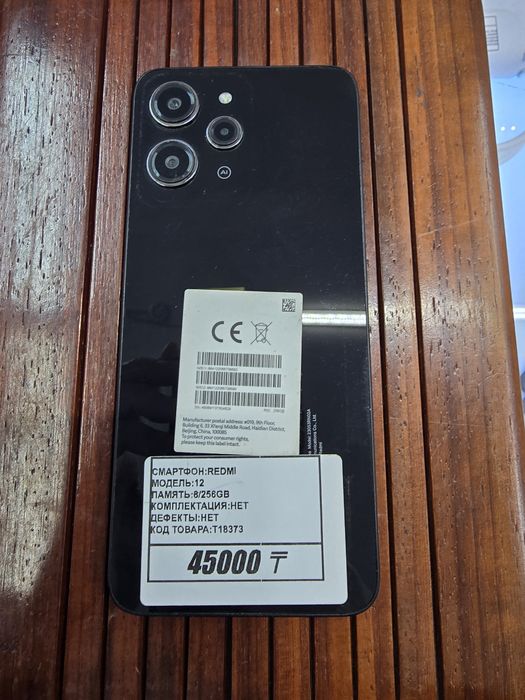 AI
CE
Manufacturer postal address: #019, 9th Floor,
Building 6, 33 Xi'erqi Middle Road, Haidian District,
Beijing, China, 100085
To protect your consumer rights,
please keep this label intact.
СМАРТФОН:REDMI
МОДЕЛЬ:12
ПАМЯТЬ:8/256GB
КОМПЛЕКТАЦИЯ:НЕТ
ДЕФЕКТЫ:НЕТ
КОД ТОВАРА:T18373
45000 ₸